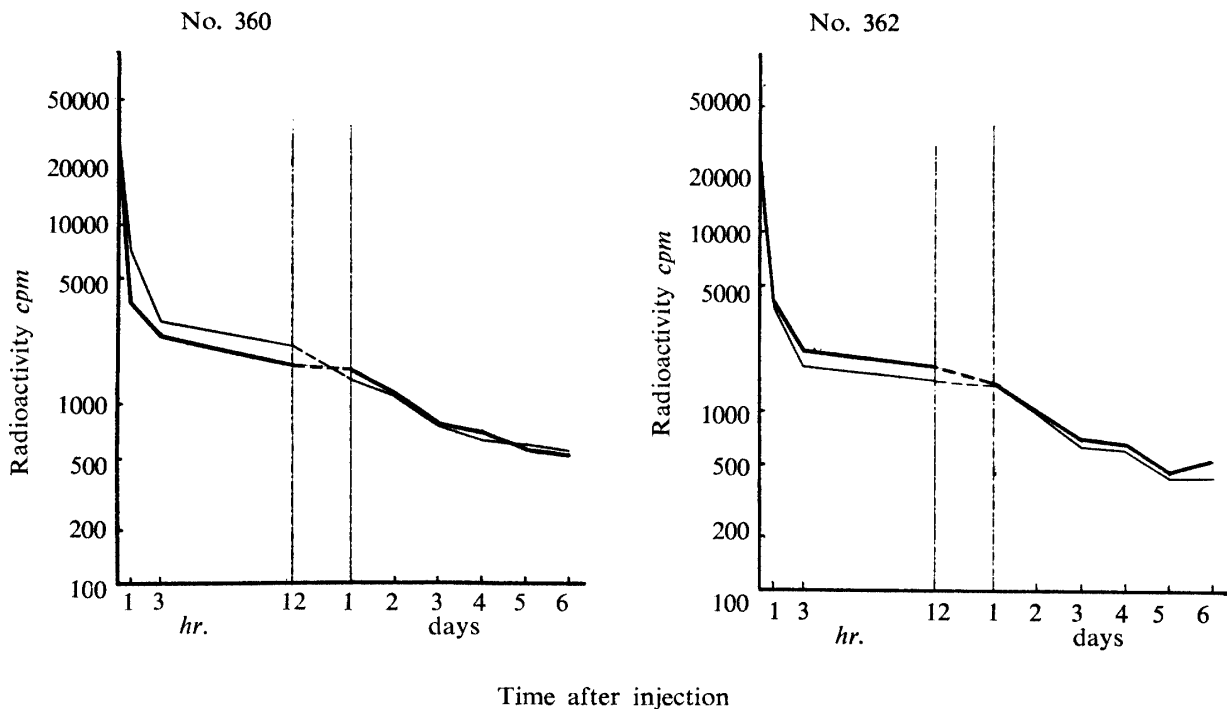 No. 360
Radioactivity cpm
50000
20000
10000
5000
1000
500
200
100
1 3 12 1 2 3 4 5 6
hr. days
No. 362
Radioactivity cpm
50000
20000
10000
5000
1000
500
200
100
1 3 12 1 2 3 4 5 6
hr. days
Time after injection